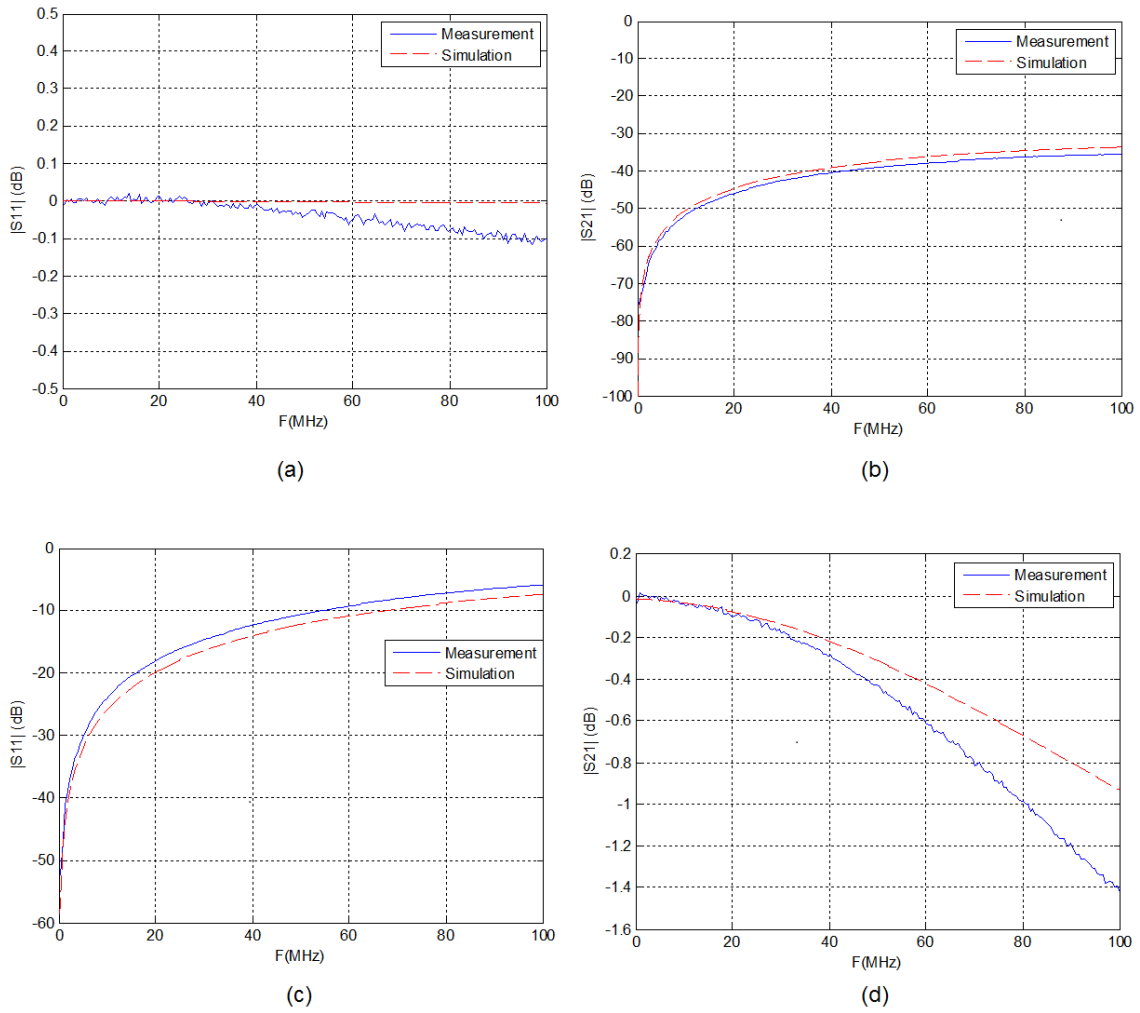 0.5
0.4
0.3
0.2
0.1
0
-0.1
-0.2
-0.3
-0.4
-0.5
|S11| (dB)
Measurement
Simulation
0 20 40 60 80 100
F(MHz)
(a)
0
-10
-20
-30
-40
-50
-60
-70
-80
-90
-100
|S21| (dB)
Measurement
Simulation
0 20 40 60 80 100
F(MHz)
(b)
0
-10
-20
-30
-40
-50
-60
|S11| (dB)
Measurement
Simulation
0 20 40 60 80 100
F(MHz)
(c)
0.2
0
-0.2
-0.4
-0.6
-0.8
-1
-1.2
-1.4
-1.6
|S21| (dB)
Measurement
Simulation
0 20 40 60 80 100
F(MHz)
(d)